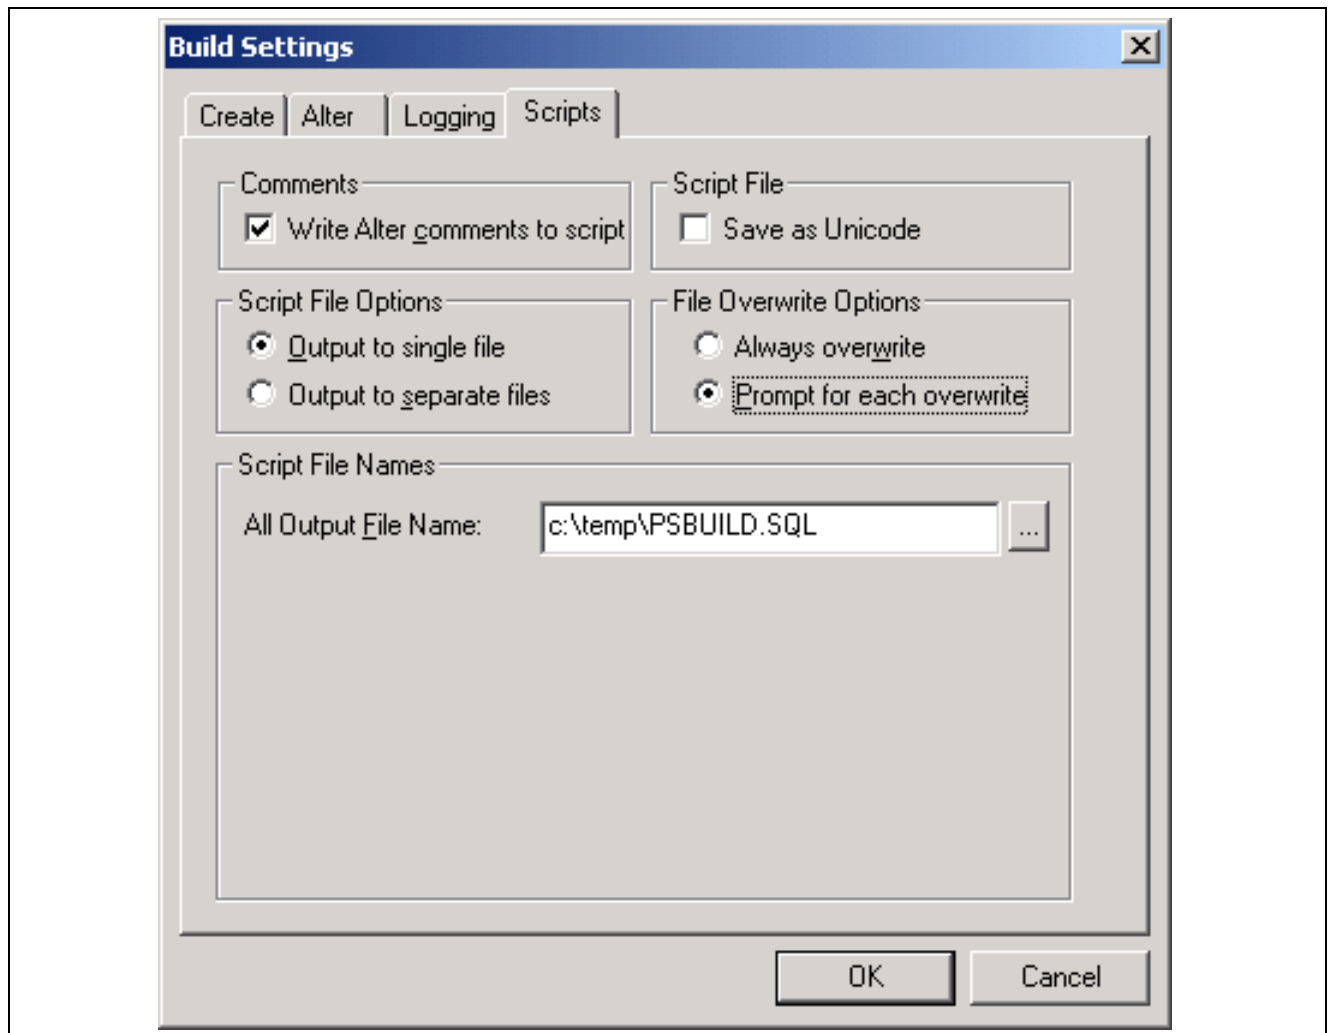 Build Settings
Create Alter Logging Scripts
Comments
Write Alter comments to script
Script File
Save as Unicode
Script File Options
Output to single file
Output to separate files
File Overwrite Options
Always overwrite
Prompt for each overwrite
Script File Names
All Output File Name: c:\temp\PSBUILD.SQL ...
OK Cancel